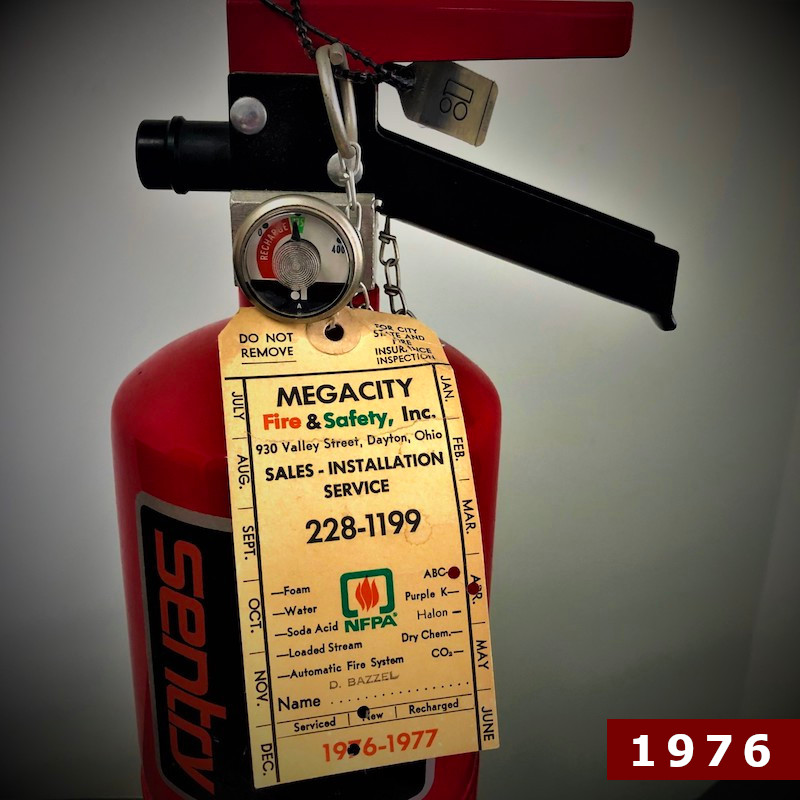 RECHARGE
0
400
DO NOT
REMOVE
FOR CITY
STATE AND
FIRE
INSURANCE
INSPECTION
MEGACITY
Fire & Safety, Inc.
930 Valley Street, Dayton, Ohio
SALES - INSTALLATION
SERVICE
228-1199
—Foam
—Water
—Soda Acid
—Loaded Stream
—Automatic Fire System
ABC
Purple K—
Halon —
Dry Chem.—
CO₂—
NFPA®
D. BAZZEL
Name ..................
Serviced | New | Recharged
1976-1977
JULY | AUG. | SEPT. | OCT. | NOV. | DEC.
JAN. | FEB. | MAR. | APR. | MAY | JUNE
sentry
1976